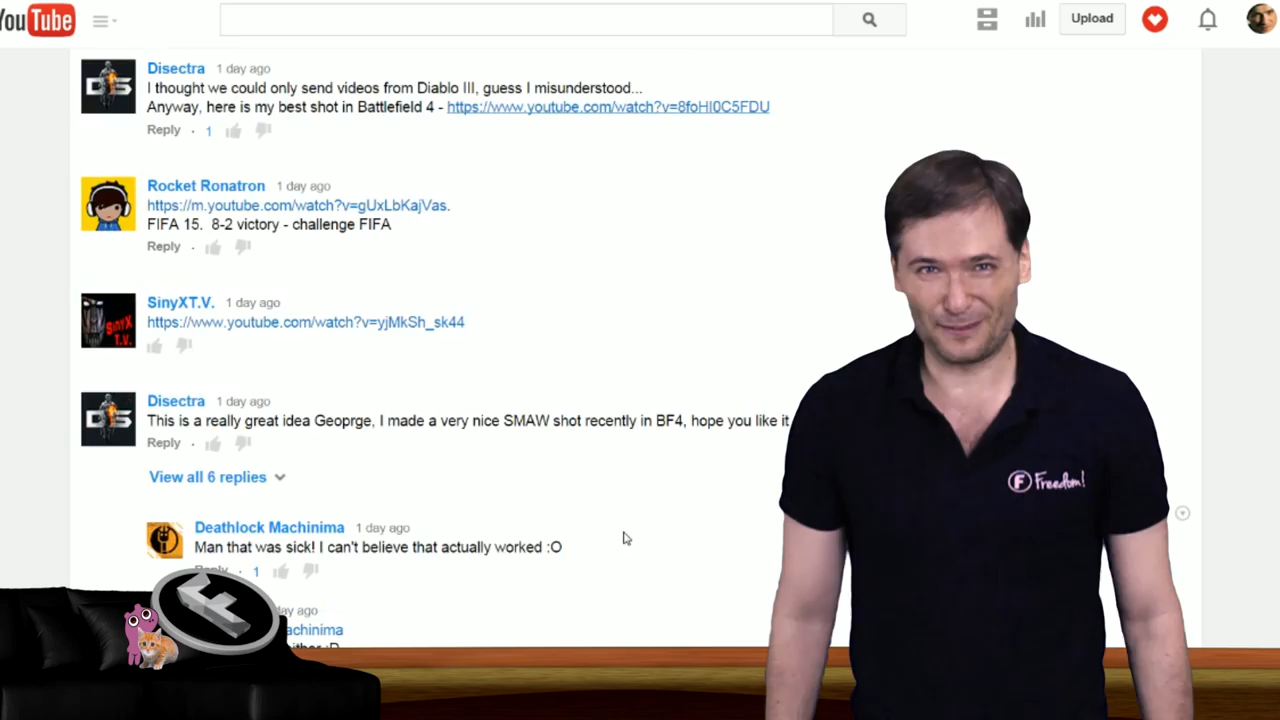 YouTube
Upload
Disectra 1 day ago
I thought we could only send videos from Diablo III, guess I misunderstood...
Anyway, here is my best shot in Battlefield 4 - https://www.youtube.com/watch?v=8foHI0C5FDU
Reply · 1
Rocket Ronatron 1 day ago
https://m.youtube.com/watch?v=gUxLbKajVas.
FIFA 15. 8-2 victory - challenge FIFA
Reply ·
SinyXT.V. 1 day ago
https://www.youtube.com/watch?v=yjMkSh_sk44
SinyX
T.V.
Disectra 1 day ago
This is a really great idea Geoprge, I made a very nice SMAW shot recently in BF4, hope you like it
Reply ·
View all 6 replies
Deathlock Machinima 1 day ago
Man that was sick! I can't believe that actually worked :O
Reply · 1
day ago
achinima
F Freedom!